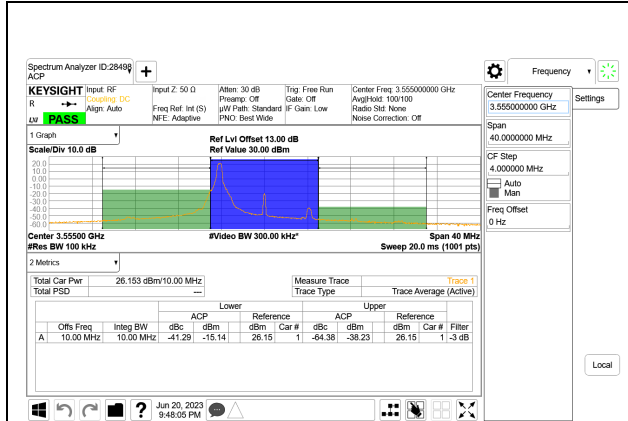 Spectrum Analyzer ID:28498
ACP
Frequency
KEYSIGHT
R
PASS
Input: RF
Coupling: DC
Align: Auto
Input Z: 50 Ω
Freq Ref: Int (S)
NFE: Adaptive
Atten: 30 dB
Preamp: Off
µW Path: Standard
PNO: Best Wide
Trig: Free Run
Gate: Off
IF Gain: Low
Center Freq: 3.555000000 GHz
Avg|Hold: 100/100
Radio Std: None
Noise Correction: Off
Center Frequency
3.555000000 GHz
Settings
Span
40.0000000 MHz
CF Step
4.000000 MHz
Auto
Man
Freq Offset
0 Hz
Local
1 Graph
Scale/Div 10.0 dB
Ref Lvl Offset 13.00 dB
Ref Value 30.00 dBm
20.0
10.0
0.00
-10.0
-20.0
-30.0
-40.0
-50.0
-60.0
Center 3.55500 GHz
#Res BW 100 kHz
#Video BW 300.00 kHz*
Span 40 MHz
Sweep 20.0 ms (1001 pts)
2 Metrics
Total Car Pwr 26.153 dBm/10.00 MHz
Total PSD ---
Measure Trace Trace 1
Trace Type Trace Average (Active)
Lower Upper
ACP Reference ACP Reference
Offs Freq Integ BW dBc dBm dBm Car # dBc dBm dBm Car # Filter
A 10.00 MHz 10.00 MHz -41.29 -15.14 26.15 1 -64.38 -38.23 26.15 1 -3 dB
Jun 20, 2023
9:48:05 PM